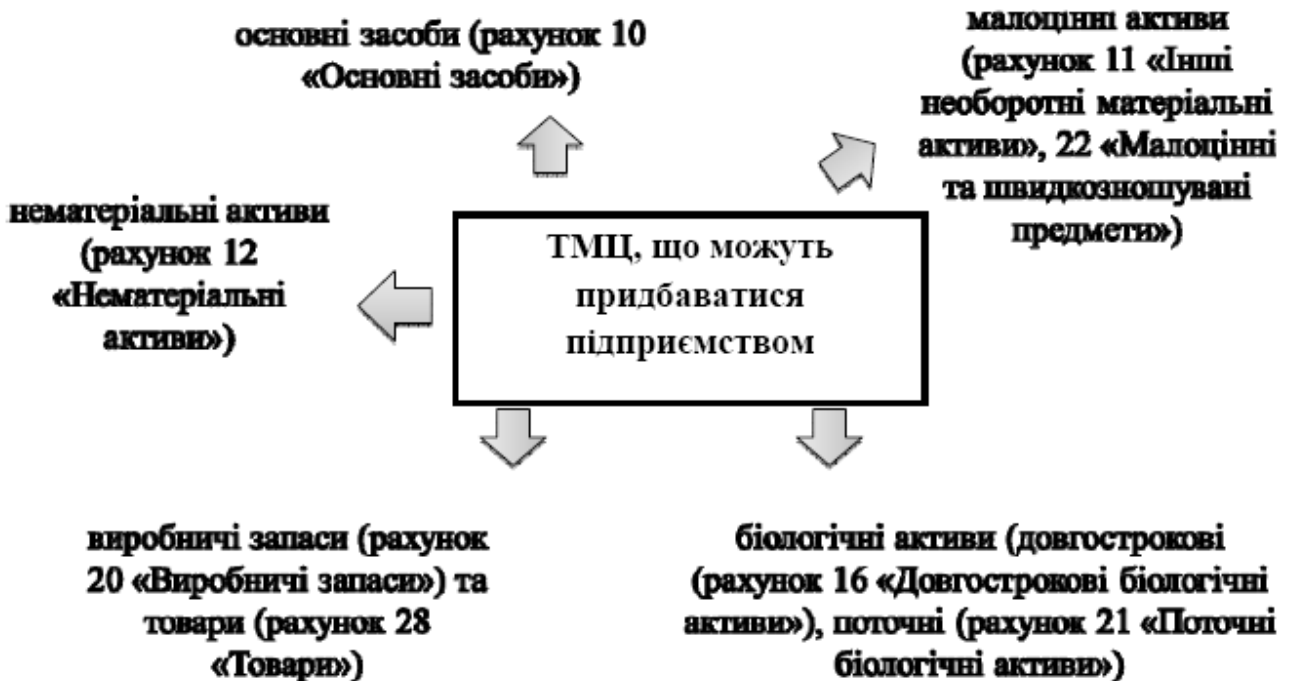 основні засоби (рахунок 10
«Основні засоби»)
малоцінні активи
(рахунок 11 «Інші
необоротні матеріальні
активи», 22 «Малоцінні
та швидкозношувані
предмети»)
нематеріальні активи
(рахунок 12
«Нематеріальні
активи»)
ТМЦ, що можуть
придбаватися
підприємством
виробничі запаси (рахунок
20 «Виробничі запаси») та
товари (рахунок 28
«Товари»)
біологічні активи (довгострокові
(рахунок 16 «Довгострокові біологічні
активи»), поточні (рахунок 21 «Поточні
біологічні активи»)